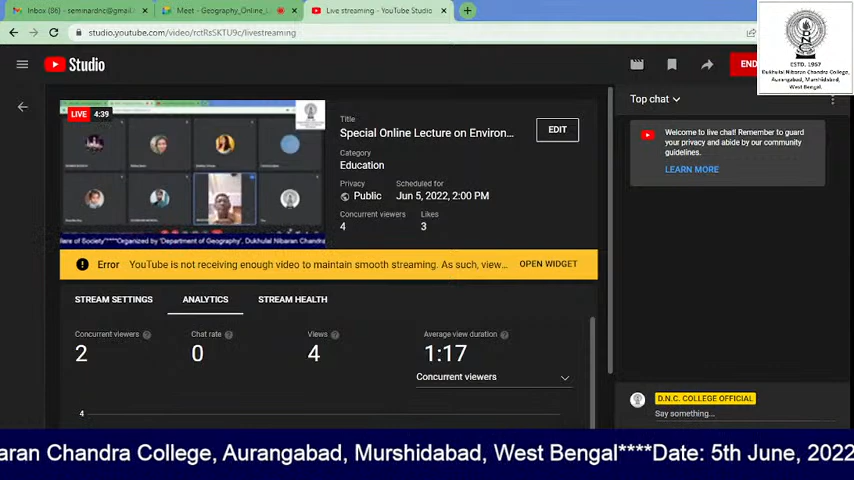 Inbox (86) - seminardnc@gmail.
Meet - Geography_Online_L
Live streaming - YouTube Studio
studio.youtube.com/video/rctRsSKTU9c/livestreaming
ESTD. 1967
Dukhulal Nibaran Chandra College,
Aurangabad, Murshidabad,
West Bengal.
Studio
END
LIVE 4:39
Title
Special Online Lecture on Environ...
EDIT
Category
Education
Privacy
Public
Scheduled for
Jun 5, 2022, 2:00 PM
Concurrent viewers
4
Likes
3
lfare of Society"****Organized by 'Department of Geography', Dukhulal Nibaran Chandra
Top chat
Welcome to live chat! Remember to guard
your privacy and abide by our community
guidelines.
LEARN MORE
Error YouTube is not receiving enough video to maintain smooth streaming. As such, view... OPEN WIDGET
STREAM SETTINGS ANALYTICS STREAM HEALTH
Concurrent viewers
2
Chat rate
0
Views
4
Average view duration
1:17
Concurrent viewers
4
D.N.C. COLLEGE OFFICIAL
Say something...
aran Chandra College, Aurangabad, Murshidabad, West Bengal****Date: 5th June, 2022